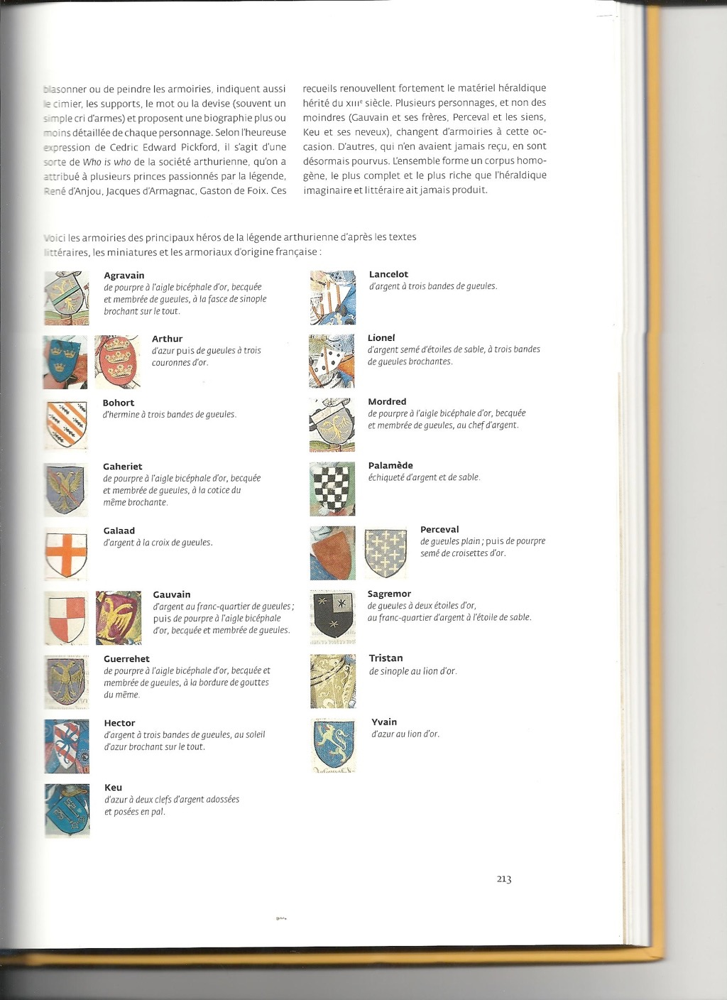 blasonner ou de peindre les armoiries, indiquent aussi
le cimier, les supports, le mot ou la devise (souvent un
simple cri d'armes) et proposent une biographie plus ou
moins détaillée de chaque personnage. Selon l'heureuse
expression de Cedric Edward Pickford, il s'agit d'une
sorte de Who is who de la société arthurienne, qu'on a
attribué à plusieurs princes passionnés par la légende,
René d'Anjou, Jacques d'Armagnac, Gaston de Foix. Ces
recueils renouvellent fortement le matériel héraldique
hérité du XIIIe siècle. Plusieurs personnages, et non des
moindres (Gauvain et ses frères, Perceval et les siens,
Keu et ses neveux), changent d'armoiries à cette oc-
casion. D'autres, qui n'en avaient jamais reçu, en sont
désormais pourvus. L'ensemble forme un corpus homo-
gène, le plus complet et le plus riche que l'héraldique
imaginaire et littéraire ait jamais produit.
Voici les armoiries des principaux héros de la légende arthurienne d'après les textes
littéraires, les miniatures et les armoriaux d'origine française :
Agravain
de pourpre à l'aigle bicéphale d'or, becquée
et membrée de gueules, à la fasce de sinople
brochant sur le tout.
Arthur
d'azur puis de gueules à trois
couronnes d'or.
Bohort
d'hermine à trois bandes de gueules.
Gaheriet
de pourpre à l'aigle bicéphale d'or, becquée
et membrée de gueules, à la cotice du
même brochante.
Galaad
d'argent à la croix de gueules.
Gauvain
d'argent au franc-quartier de gueules ;
puis de pourpre à l'aigle bicéphale
d'or, becquée et membrée de gueules.
Guerrehet
de pourpre à l'aigle bicéphale d'or, becquée et
membrée de gueules, à la bordure de gouttes
du même.
Hector
d'argent à trois bandes de gueules, au soleil
d'azur brochant sur le tout.
Keu
d'azur à deux clefs d'argent adossées
et posées en pal.
Lancelot
d'argent à trois bandes de gueules.
Lionel
d'argent semé d'étoiles de sable, à trois bandes
de gueules brochantes.
Mordred
de pourpre à l'aigle bicéphale d'or, becquée
et membrée de gueules, au chef d'argent.
Palamède
échiqueté d'argent et de sable.
Perceval
de gueules plain ; puis de pourpre
semé de croisettes d'or.
Sagremor
de gueules à deux étoiles d'or,
au franc-quartier d'argent à l'étoile de sable.
Tristan
de sinople au lion d'or.
Yvain
d'azur au lion d'or.
213